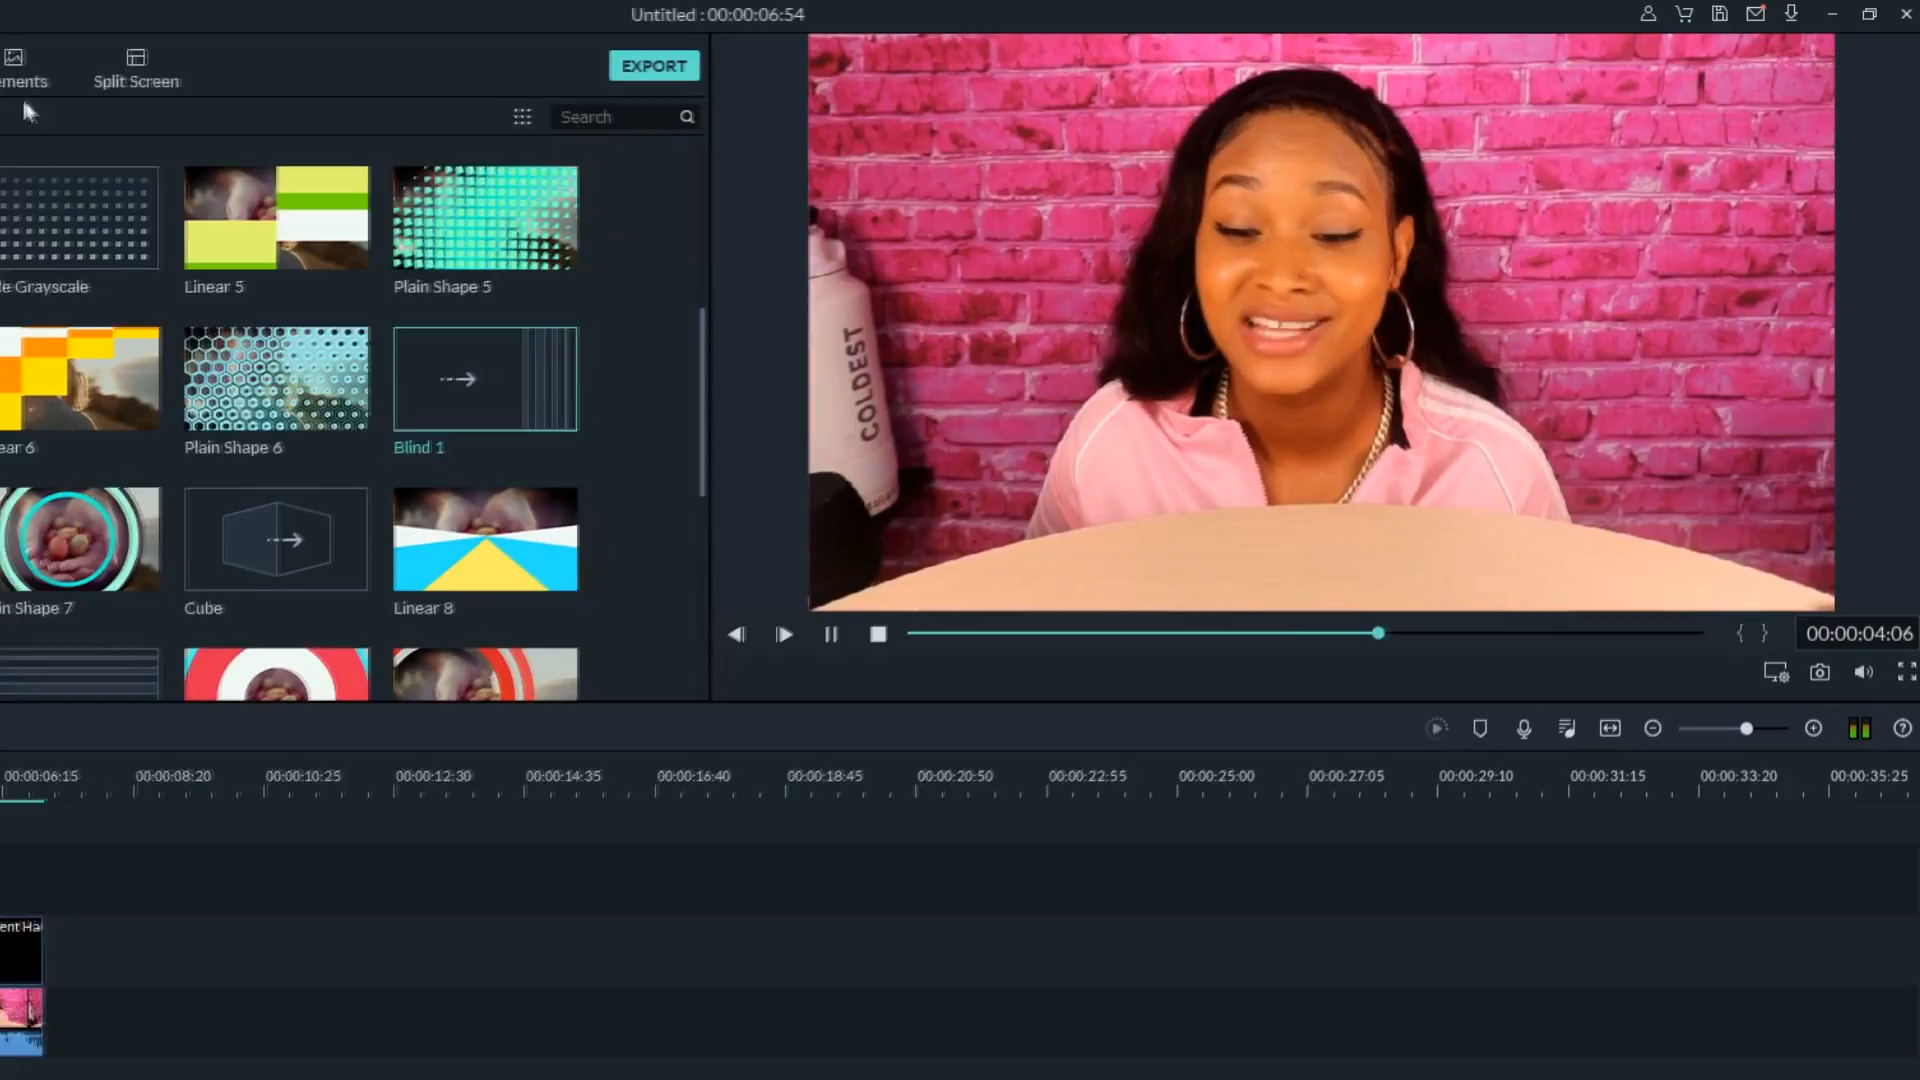 Untitled : 00:00:06:54
ements
Split Screen
EXPORT
Search
e Grayscale
Linear 5
Plain Shape 5
ear 6
Plain Shape 6
Blind 1
in Shape 7
Cube
Linear 8
COLDEST
{ }
00:00:04:06
00:00:06:15
00:00:08:20
00:00:10:25
00:00:12:30
00:00:14:35
00:00:16:40
00:00:18:45
00:00:20:50
00:00:22:55
00:00:25:00
00:00:27:05
00:00:29:10
00:00:31:15
00:00:33:20
00:00:35:25
ent Ha